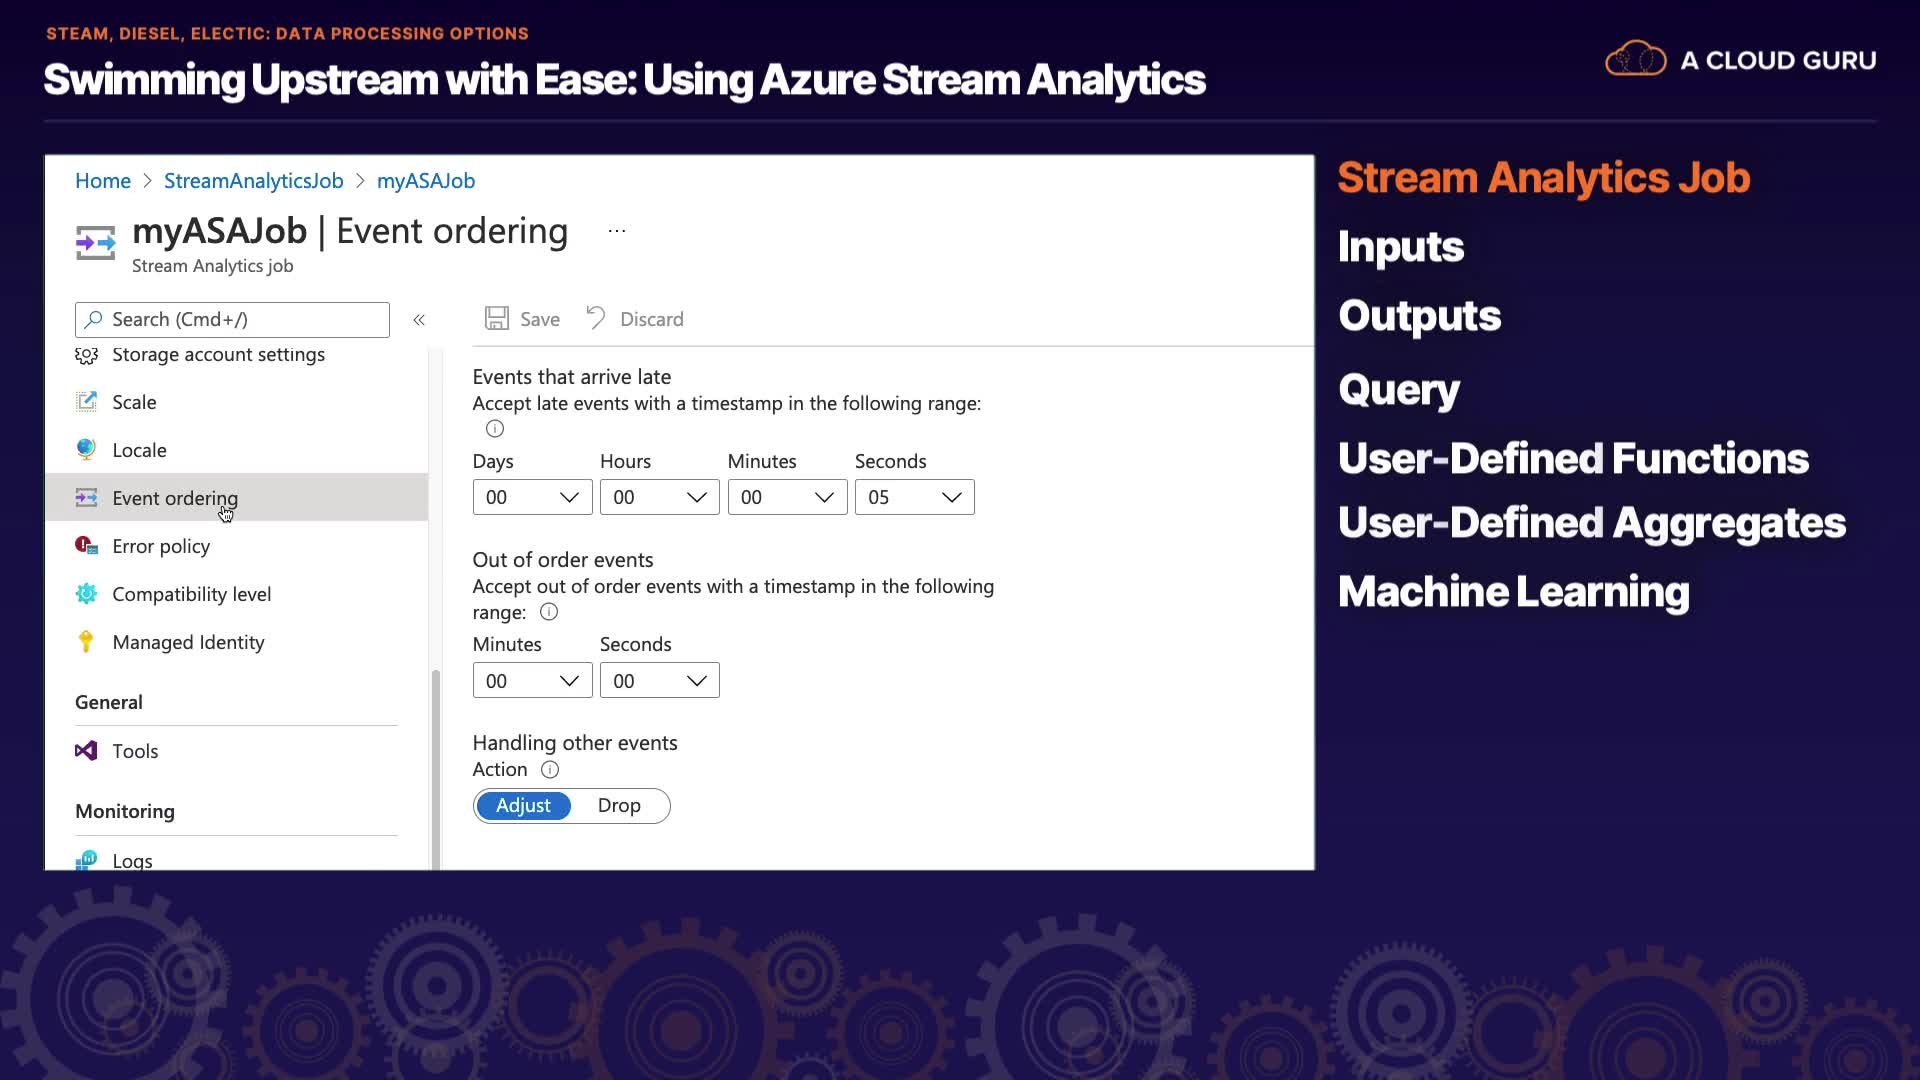 STEAM, DIESEL, ELECTIC: DATA PROCESSING OPTIONS
Swimming Upstream with Ease: Using Azure Stream Analytics
A CLOUD GURU
Home > StreamAnalyticsJob > myASAJob
myASAJob | Event ordering ...
Stream Analytics job
Search (Cmd+/) «
Save Discard
Storage account settings
Scale
Locale
Event ordering
Error policy
Compatibility level
Managed Identity
General
Tools
Monitoring
Logs
Events that arrive late
Accept late events with a timestamp in the following range:
Days Hours Minutes Seconds
00 00 00 05
Out of order events
Accept out of order events with a timestamp in the following
range:
Minutes Seconds
00 00
Handling other events
Action
Adjust Drop
Stream Analytics Job
Inputs
Outputs
Query
User-Defined Functions
User-Defined Aggregates
Machine Learning